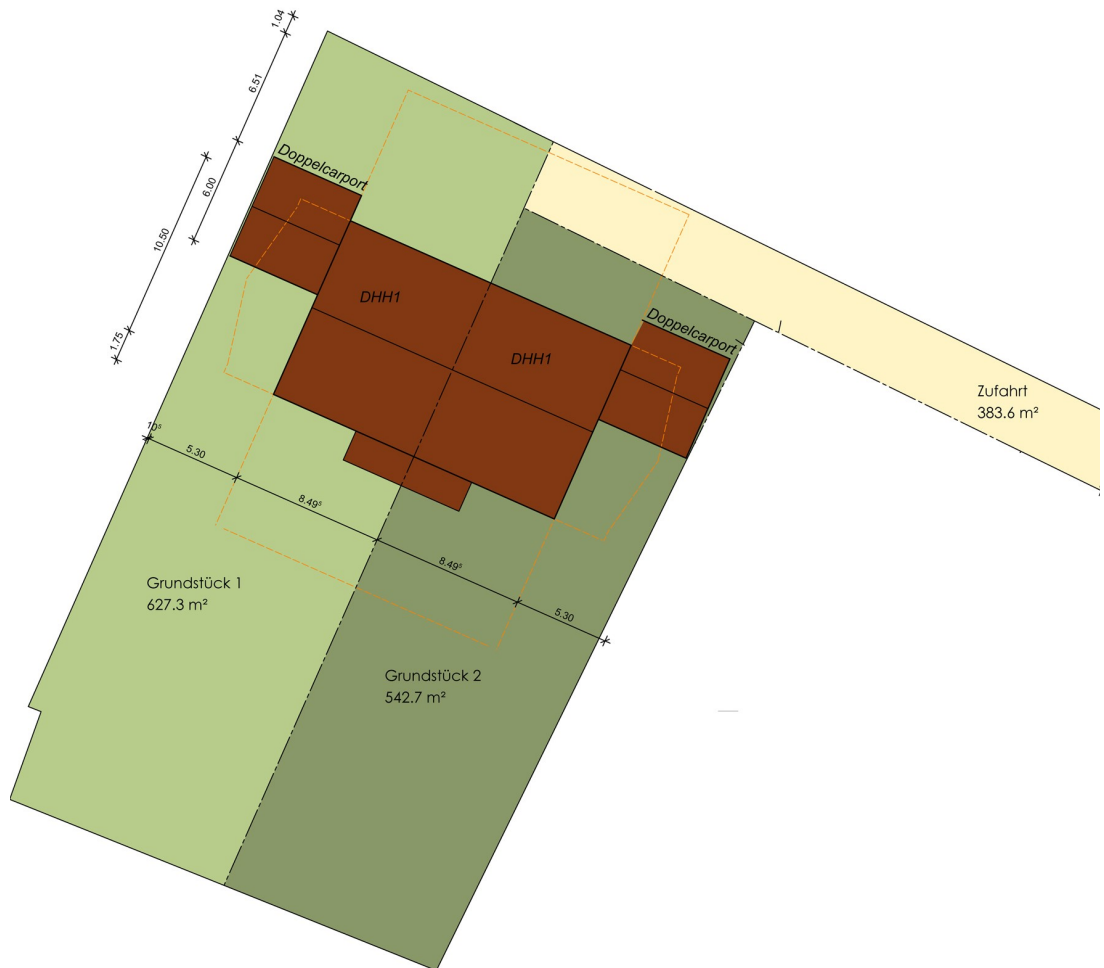 1.04
6.51
6.00
10.50
1.75
Doppelcarport
DHH1
DHH1
Doppelcarport
Zufahrt
383.6 m²
10⁵
5.30
8.49⁵
8.49⁵
5.30
Grundstück 1
627.3 m²
Grundstück 2
542.7 m²